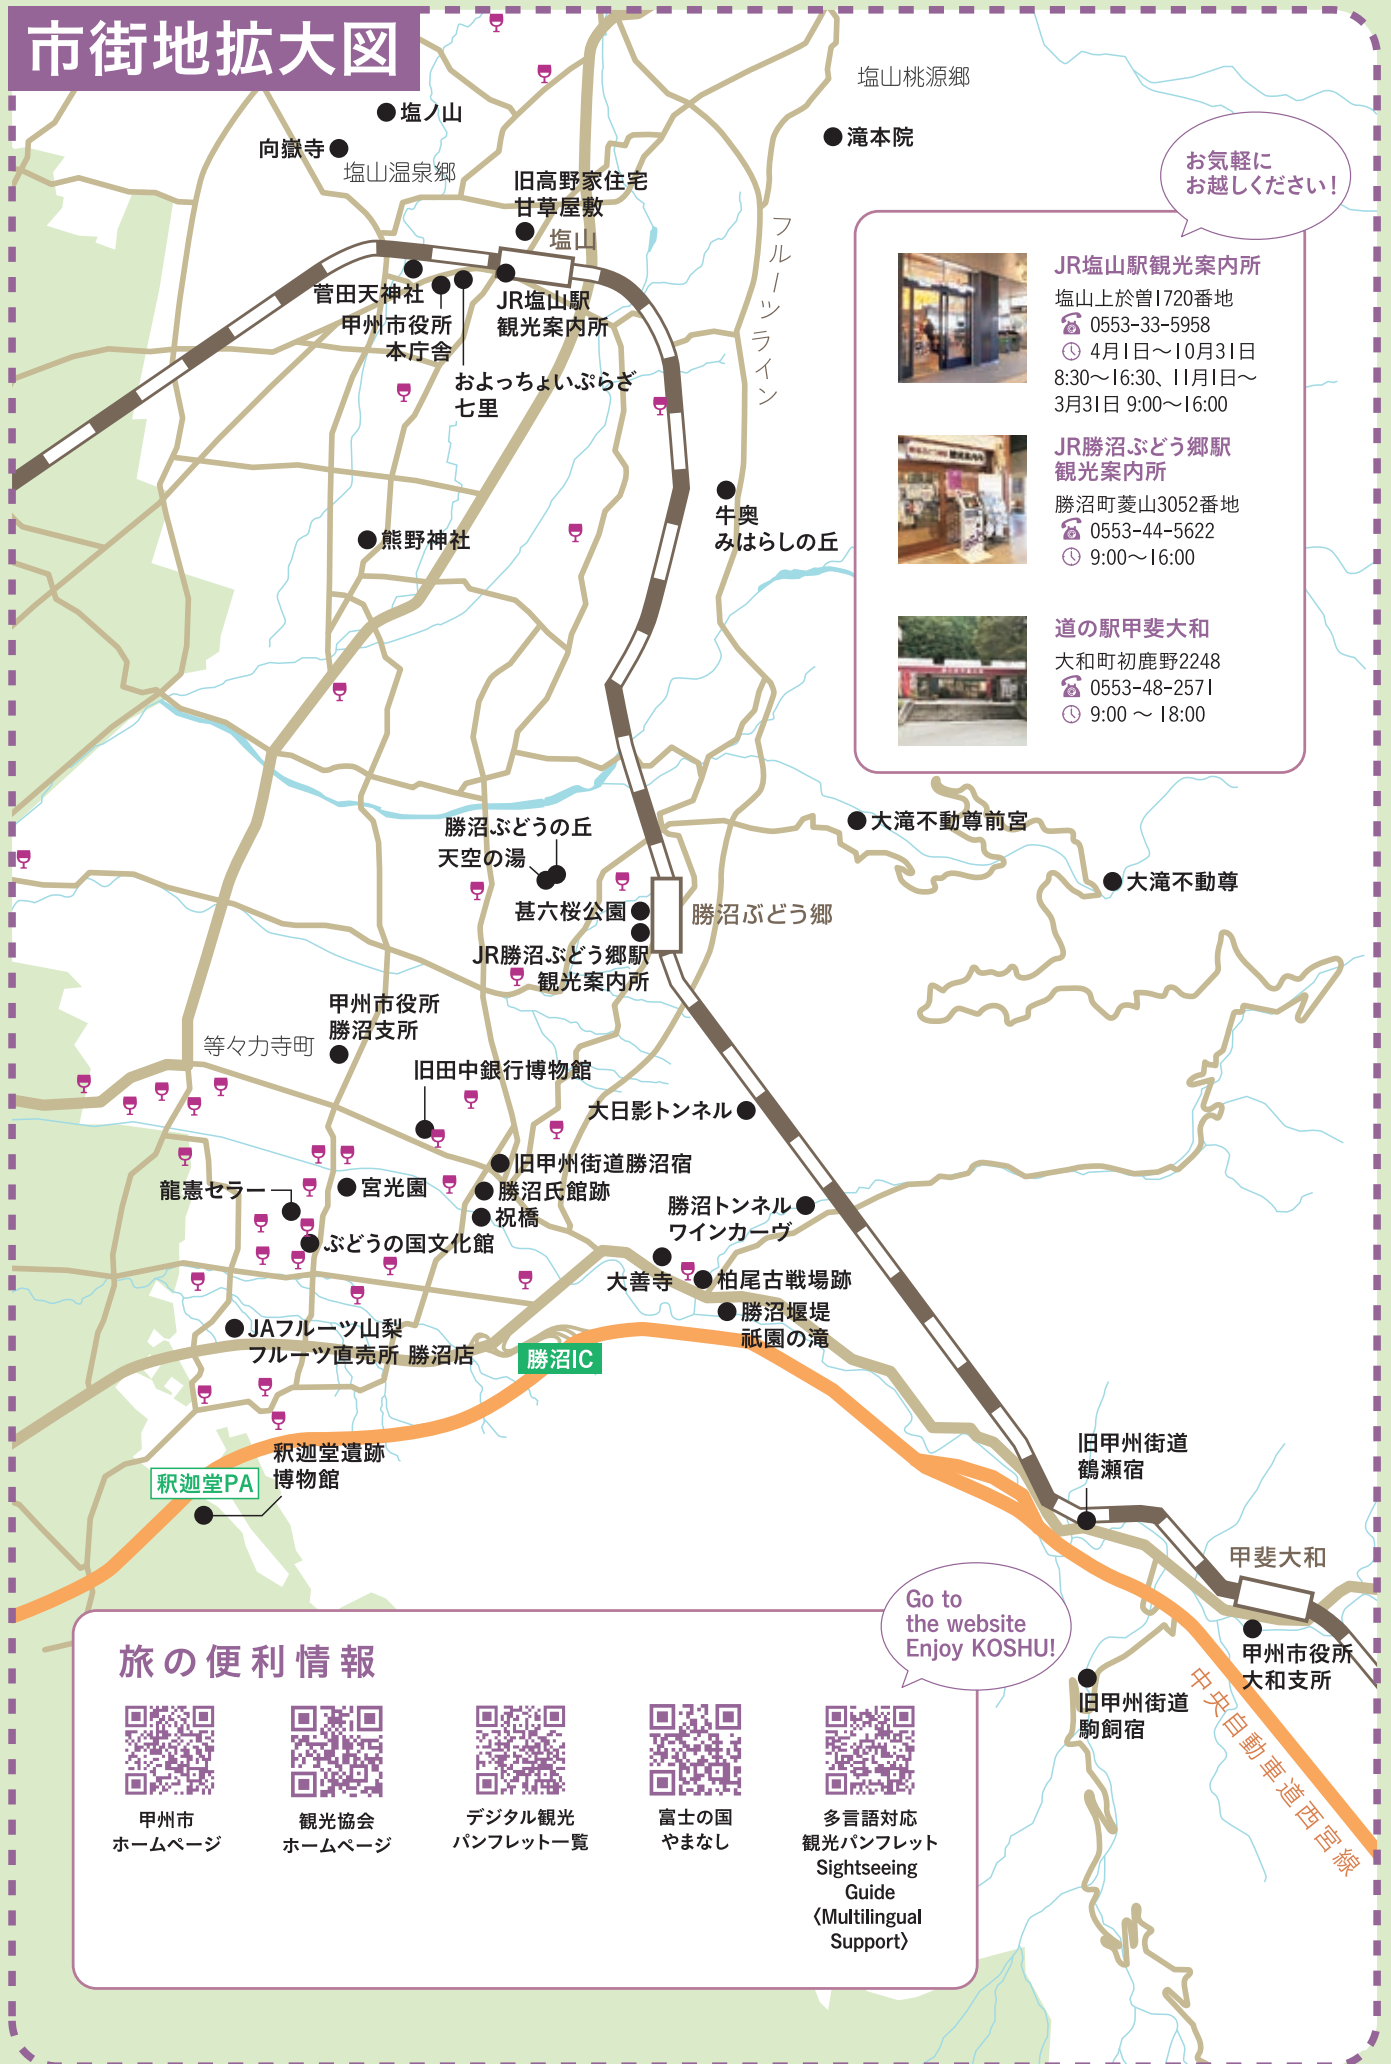 市街地拡大図
塩山桃源郷
塩ノ山
滝本院
向嶽寺
塩山温泉郷
旧高野家住宅
甘草屋敷
塩山
フルーツライン
菅田天神社
甲州市役所
本庁舎
JR塩山駅
観光案内所
およっちょいぷらざ
七里
お気軽に
お越しください!
JR塩山駅観光案内所
塩山上於曽1720番地
0553-33-5958
4月1日～10月31日
8:30～16:30、11月1日～
3月31日 9:00～16:00
JR勝沼ぶどう郷駅
観光案内所
勝沼町菱山3052番地
0553-44-5622
9:00～16:00
道の駅甲斐大和
大和町初鹿野2248
0553-48-2571
9:00 ～ 18:00
牛奥
みはらしの丘
熊野神社
大滝不動尊前宮
大滝不動尊
勝沼ぶどうの丘
天空の湯
甚六桜公園
勝沼ぶどう郷
JR勝沼ぶどう郷駅
観光案内所
甲州市役所
勝沼支所
等々力寺町
旧田中銀行博物館
大日影トンネル
旧甲州街道勝沼宿
勝沼氏館跡
祝橋
宮光園
龍憲セラー
ぶどうの国文化館
勝沼トンネル
ワインカーヴ
大善寺
柏尾古戦場跡
勝沼堰堤
祇園の滝
JAフルーツ山梨
フルーツ直売所 勝沼店
勝沼IC
釈迦堂遺跡
博物館
釈迦堂PA
旧甲州街道
鶴瀬宿
甲斐大和
甲州市役所
大和支所
旧甲州街道
駒飼宿
中央自動車道西宮線
Go to
the website
Enjoy KOSHU!
旅の便利情報
甲州市
ホームページ
観光協会
ホームページ
デジタル観光
パンフレット一覧
富士の国
やまなし
多言語対応
観光パンフレット
Sightseeing
Guide
〈Multilingual
Support〉